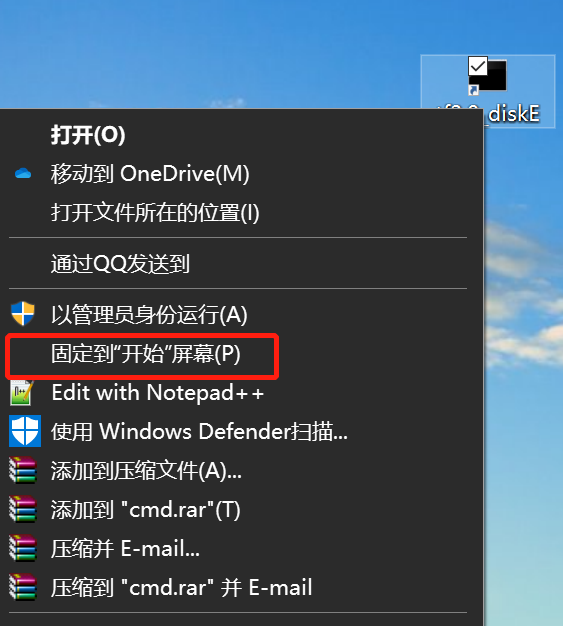 _diskE
打开(O)
移动到 OneDrive(M)
打开文件所在的位置(I)
通过QQ发送到
以管理员身份运行(A)
固定到"开始"屏幕(P)
Edit with Notepad++
使用 Windows Defender扫描...
添加到压缩文件(A)...
添加到 "cmd.rar"(T)
压缩并 E-mail...
压缩到 "cmd.rar" 并 E-mail